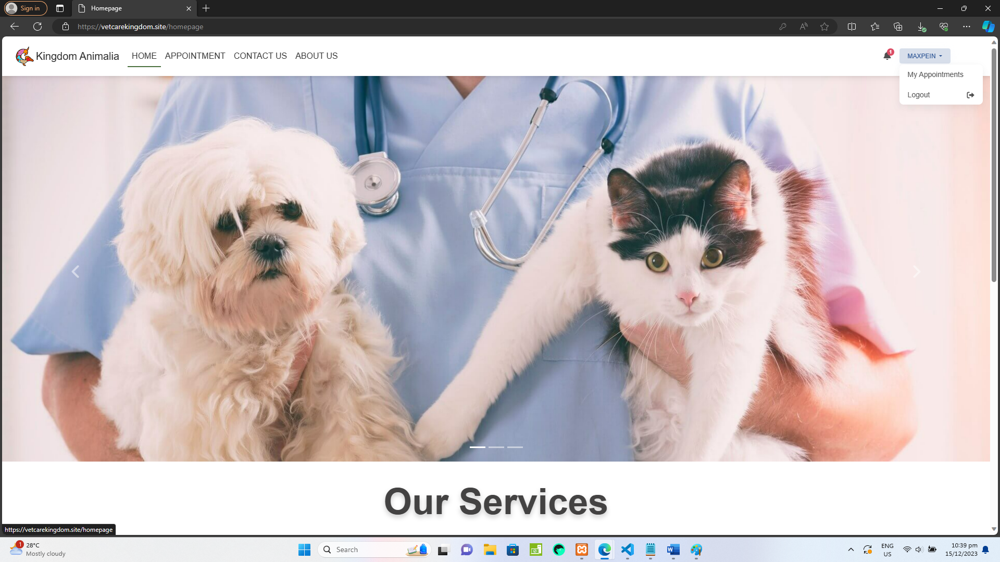 Sign in
Homepage
https://vetcarekingdom.site/homepage
Kingdom Animalia HOME APPOINTMENT CONTACT US ABOUT US 1 MAXPEIN
My Appointments
Logout
Our Services
https://vetcarekingdom.site/homepage
1 28°C
Mostly cloudy
Search
ENG
US
10:39 pm
15/12/2023